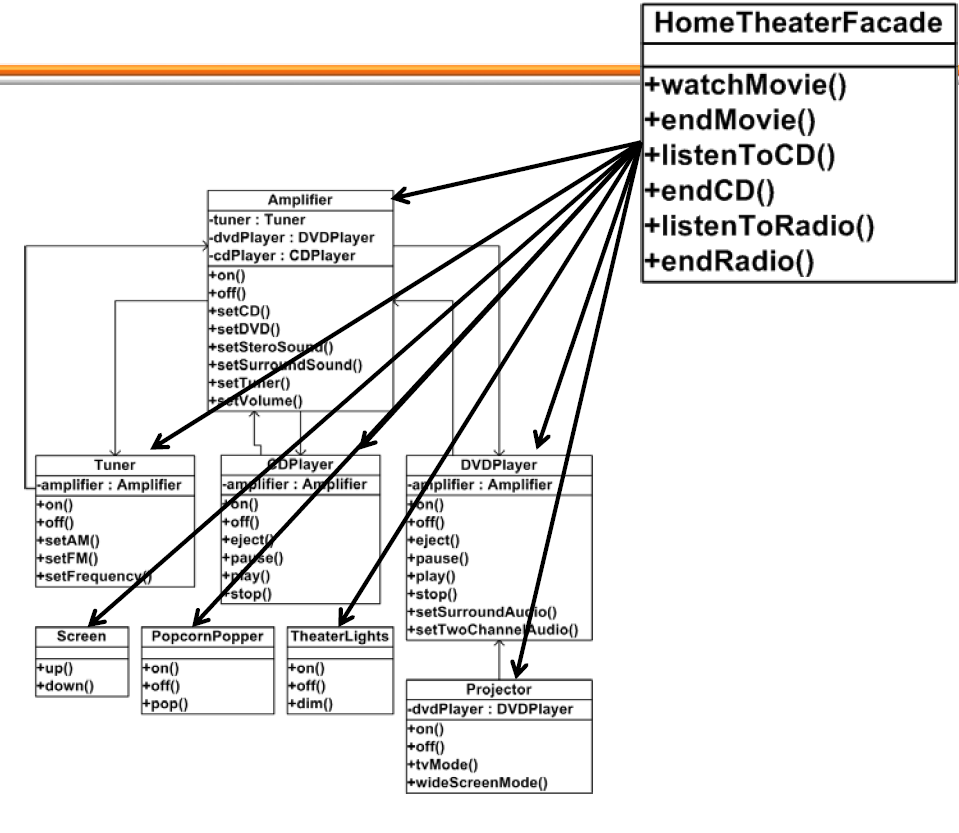 HomeTheaterFacade
+watchMovie()
+endMovie()
+listenToCD()
+endCD()
+listenToRadio()
+endRadio()
Amplifier
-tuner : Tuner
-dvdPlayer : DVDPlayer
-cdPlayer : CDPlayer
+on()
+off()
+setCD()
+setDVD()
+setSteroSound()
+setSurroundSound()
+setTuner()
+setVolume()
Tuner
-amplifier : Amplifier
+on()
+off()
+setAM()
+setFM()
+setFrequency()
CDPlayer
-amplifier : Amplifier
+on()
+off()
+eject()
+pause()
+play()
+stop()
DVDPlayer
-amplifier : Amplifier
+on()
+off()
+eject()
+pause()
+play()
+stop()
+setSurroundAudio()
+setTwoChannelAudio()
Screen
+up()
+down()
PopcornPopper
+on()
+off()
+pop()
TheaterLights
+on()
+off()
+dim()
Projector
-dvdPlayer : DVDPlayer
+on()
+off()
+tvMode()
+wideScreenMode()